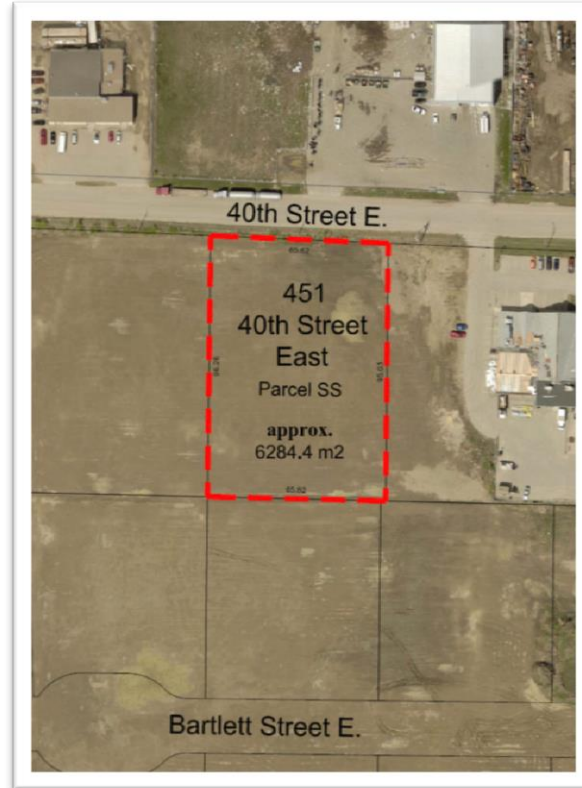 40th Street E.
451
40th Street
East
Parcel SS
approx.
6284.4 m2
Bartlett Street E.